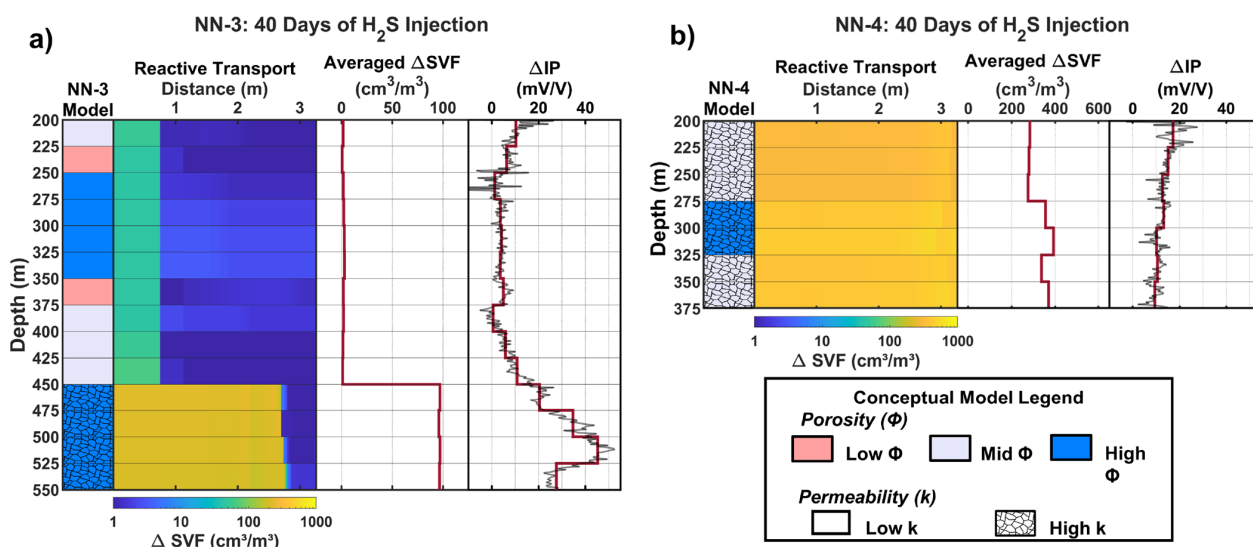 a)
NN-3: 40 Days of H₂S Injection
NN-3
Model
Reactive Transport
Distance (m)
1 2 3
Averaged ΔSVF
(cm³/m³)
0 50 100
ΔIP
(mV/V)
0 20 40
Depth (m)
200
225
250
275
300
325
350
375
400
425
450
475
500
525
550
1 10 100 1000
Δ SVF (cm³/m³)
b)
NN-4: 40 Days of H₂S Injection
NN-4
Model
Reactive Transport
Distance (m)
1 2 3
Averaged ΔSVF
(cm³/m³)
0 200 400 600
ΔIP
(mV/V)
0 20 40
Depth (m)
200
225
250
275
300
325
350
375
1 10 100 1000
Δ SVF (cm³/m³)
Conceptual Model Legend
Porosity (Φ)
Low Φ Mid Φ High Φ
Permeability (k)
Low k High k